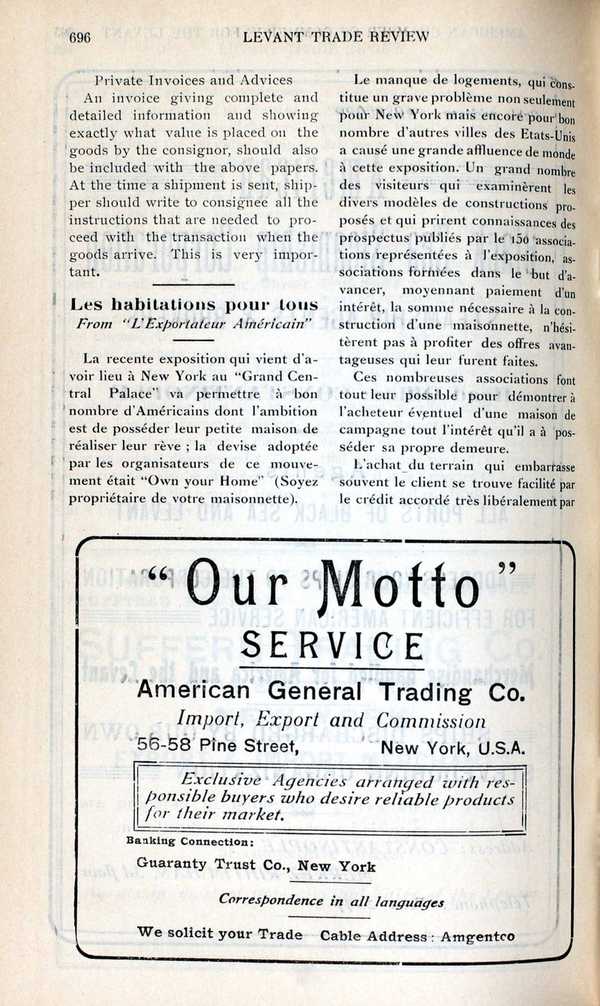 696
LEVANT TRADE REVIEW
Private Invoices and Advices
An invoice giving complete and
detailed information and showing
exactly what value is placed on the
goods by the consignor, should also
be included with the above papers.
At the time a shipment is sent, ship-
per should write to consignee all the
instructions that are needed to pro-
ceed with the transaction when the
goods arrive. This is very impor-
tant.
Les habitations pour tous
From "L'Exportateur Américain"
La recente exposition qui vient d'a-
voir lieu à New York au "Grand Cen-
tral Palace" va permettre à bon
nombre d'Américains dont l'ambition
est de posséder leur petite maison de
réaliser leur rève ; la devise adoptée
par les organisateurs de ce mouve-
ment était "Own your Home" (Soyez
propriétaire de votre maisonnette).
Le manque de logements, qui cons-
titue un grave problème non seulement
pour New York mais encore pour bon
nombre d'autres villes des Etats-Unis
a causé une grande affluence de monde
à cette exposition. Un grand nombre
des visiteurs qui examinèrent les
divers modèles de constructions pro-
posés et qui prirent connaissances des
prospectus publiés par le 150 associa-
tions représentées à l'exposition, as-
sociations formées dans le but d'a-
vancer, moyennant paiement d'un
intérêt, la somme nécessaire à la con-
struction d'une maisonnette, n'hési-
tèrent pas à profiter des offres avan-
tageuses qui leur furent faites.
Ces nombreuses associations font
tout leur possible pour démontrer à
l'acheteur éventuel d'une maison de
campagne tout l'intérêt qu'il a à pos-
séder sa propre demeure.
L'achat du terrain qui embarrasse
souvent le client se trouve facilité par
le crédit accordé très libéralement par
"Our Motto"
SERVICE
American General Trading Co.
Import, Export and Commission
56-58 Pine Street, New York, U.S.A.
Exclusive Agencies arranged with res-
ponsible buyers who desire reliable products
for their market.
Banking Connection:
Guaranty Trust Co., New York
Correspondence in all languages
We solicit your Trade Cable Address : Amgentco